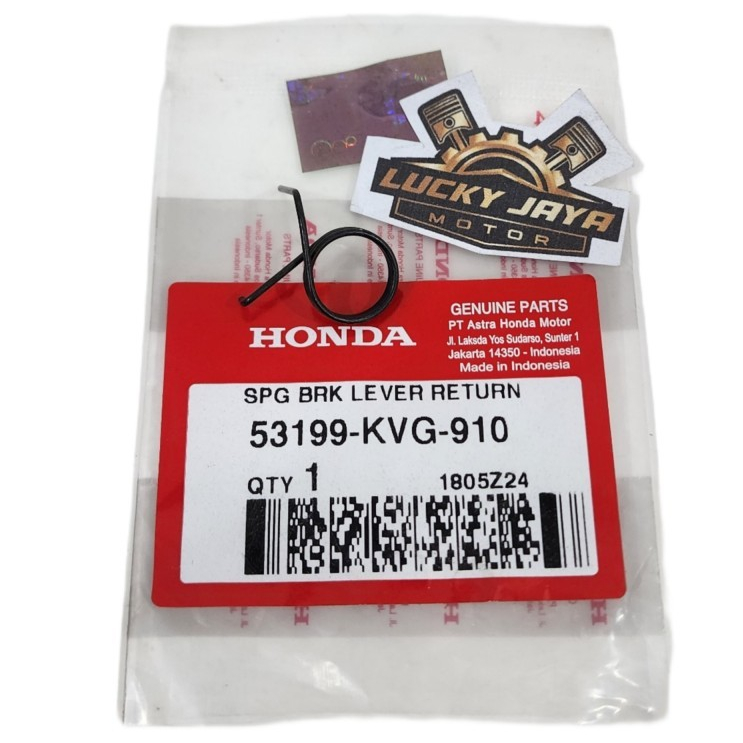 LUCKY JAYA
MOTOR
HONDA
GENUINE PARTS
PT Astra Honda Motor
Jl. Laksda Yos Sudarso, Sunter 1
Jakarta 14350 - Indonesia
Made in Indonesia
SPG BRK LEVER RETURN
53199-KVG-910
QTY 1
1805Z24